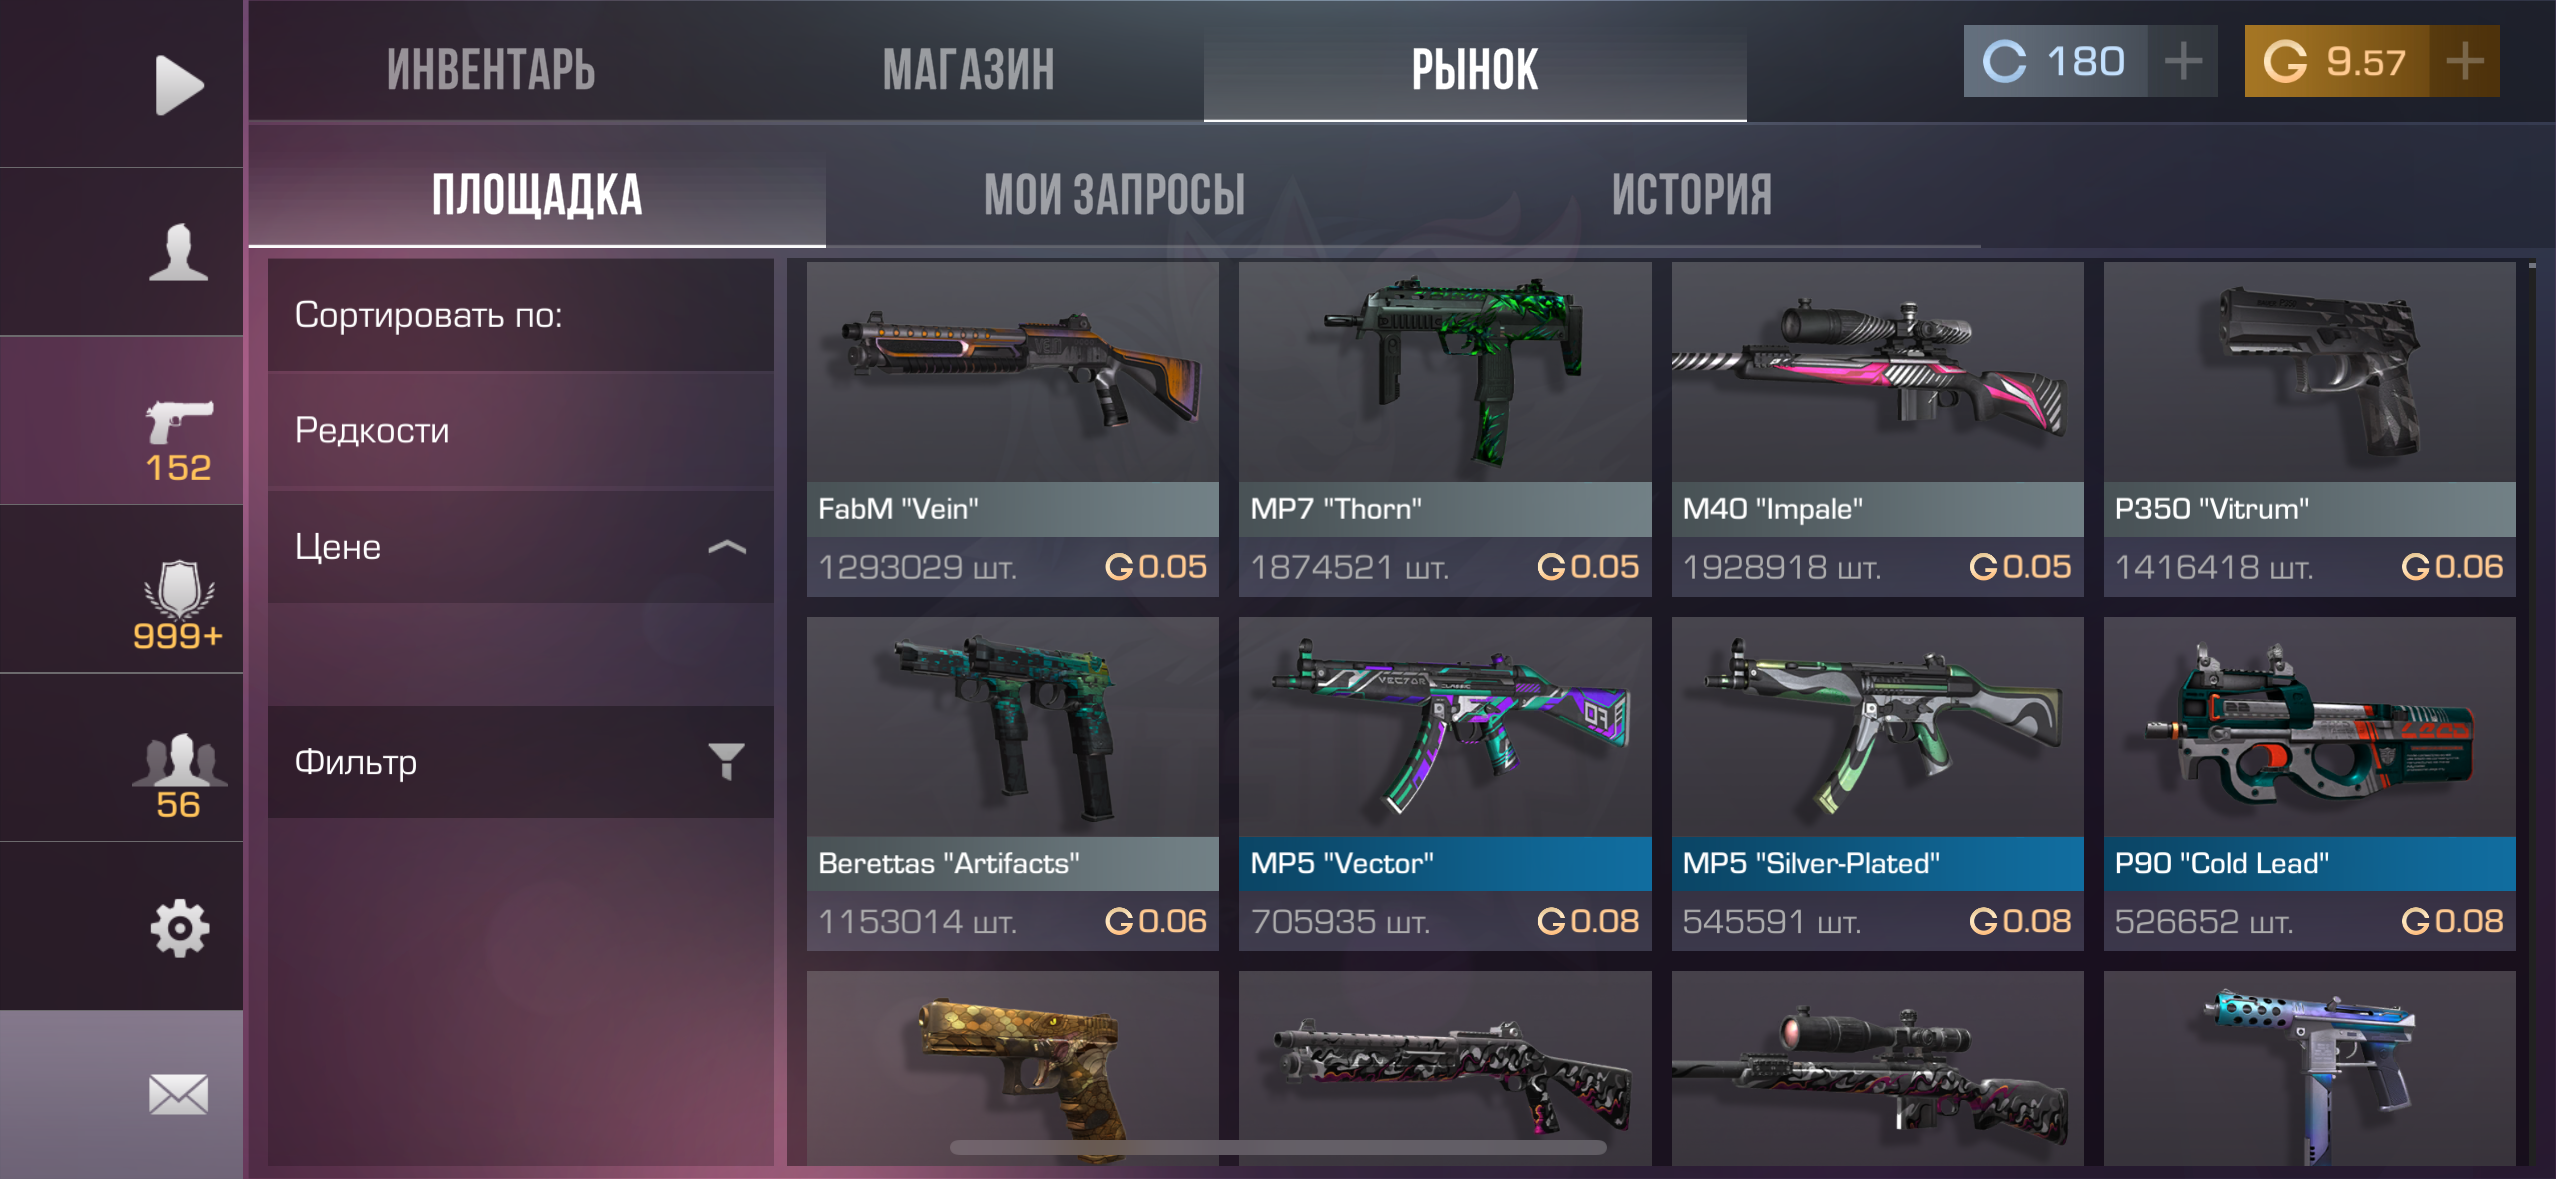 ИНВЕНТАРЬ
МАГАЗИН
РЫНОК
180
9.57
ПЛОЩАДКА
МОИ ЗАПРОСЫ
ИСТОРИЯ
152
999+
56
Сортировать по:
Редкости
Цене
Фильтр
FabM "Vein"
1293029 шт.
G 0.05
MP7 "Thorn"
1874521 шт.
G 0.05
M40 "Impale"
1928918 шт.
G 0.05
P350 "Vitrum"
1416418 шт.
G 0.06
Berettas "Artifacts"
1153014 шт.
G 0.06
VECTOR
MP5 "Vector"
705935 шт.
G 0.08
MP5 "Silver-Plated"
545591 шт.
G 0.08
P90 "Cold Lead"
526652 шт.
G 0.08